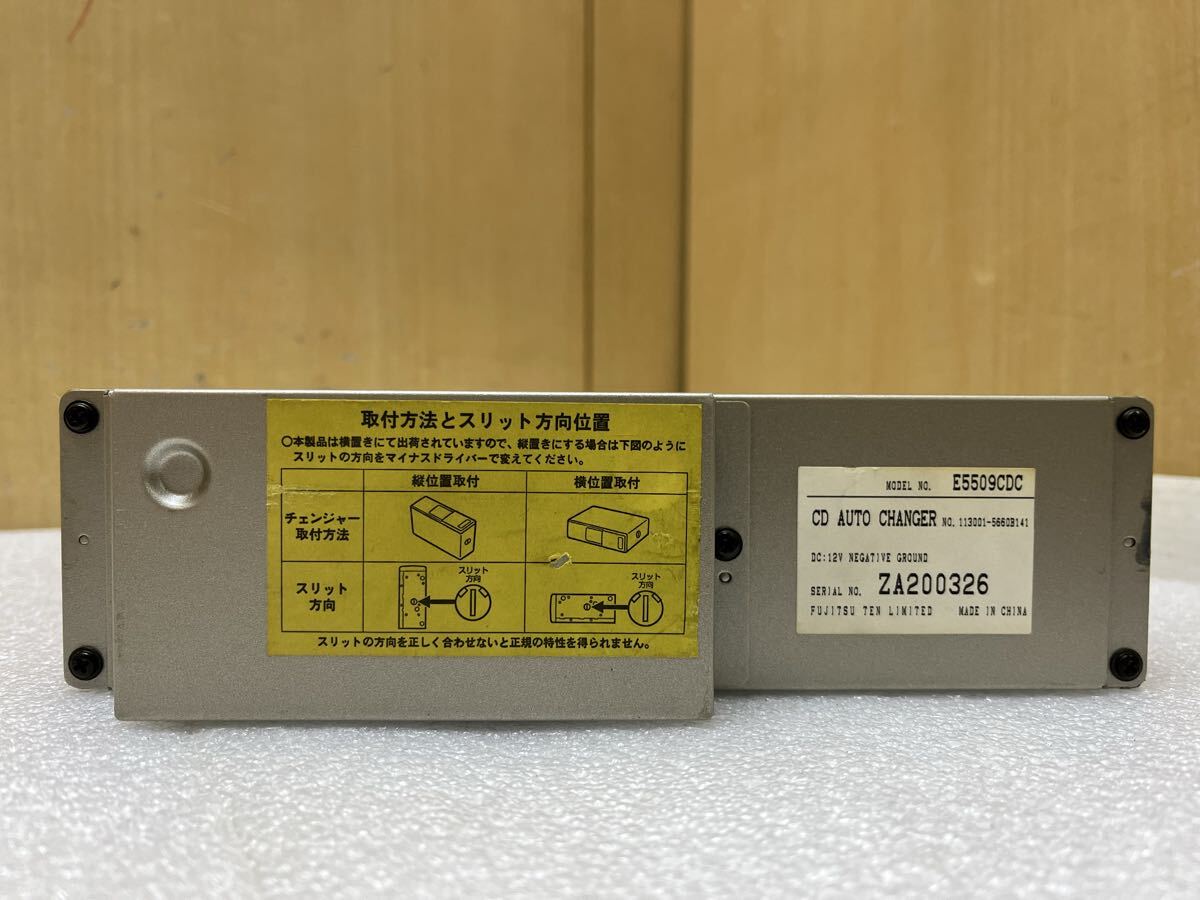 取付方法とスリット方向位置
○本製品は横置きにて出荷されていますので、縦置きにする場合は下図のように
スリットの方向をマイナスドライバーで変えてください。
縦位置取付 横位置取付
チェンジャー
取付方法
スリット
方向
スリット
方向
スリット
方向
スリットの方向を正しく合わせないと正規の特性を得られません。
MODEL NO. E5509CDC
CD AUTO CHANGER NO. 113001-5660B141
DC:12V NEGATIVE GROUND
SERIAL NO. ZA200326
FUJITSU TEN LIMITED MADE IN CHINA